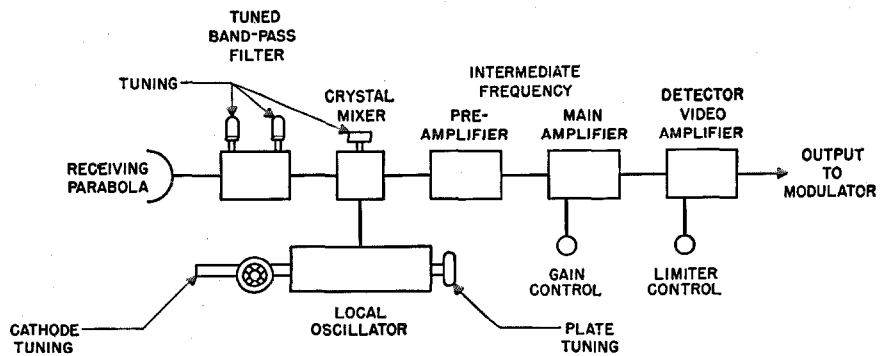 TUNED
BAND-PASS
FILTER
TUNING
CRYSTAL
MIXER
INTERMEDIATE
FREQUENCY
PRE-
AMPLIFIER
MAIN
AMPLIFIER
DETECTOR
VIDEO
AMPLIFIER
RECEIVING
PARABOLA
OUTPUT
TO
MODULATOR
GAIN
CONTROL
LIMITER
CONTROL
LOCAL
OSCILLATOR
CATHODE
TUNING
PLATE
TUNING